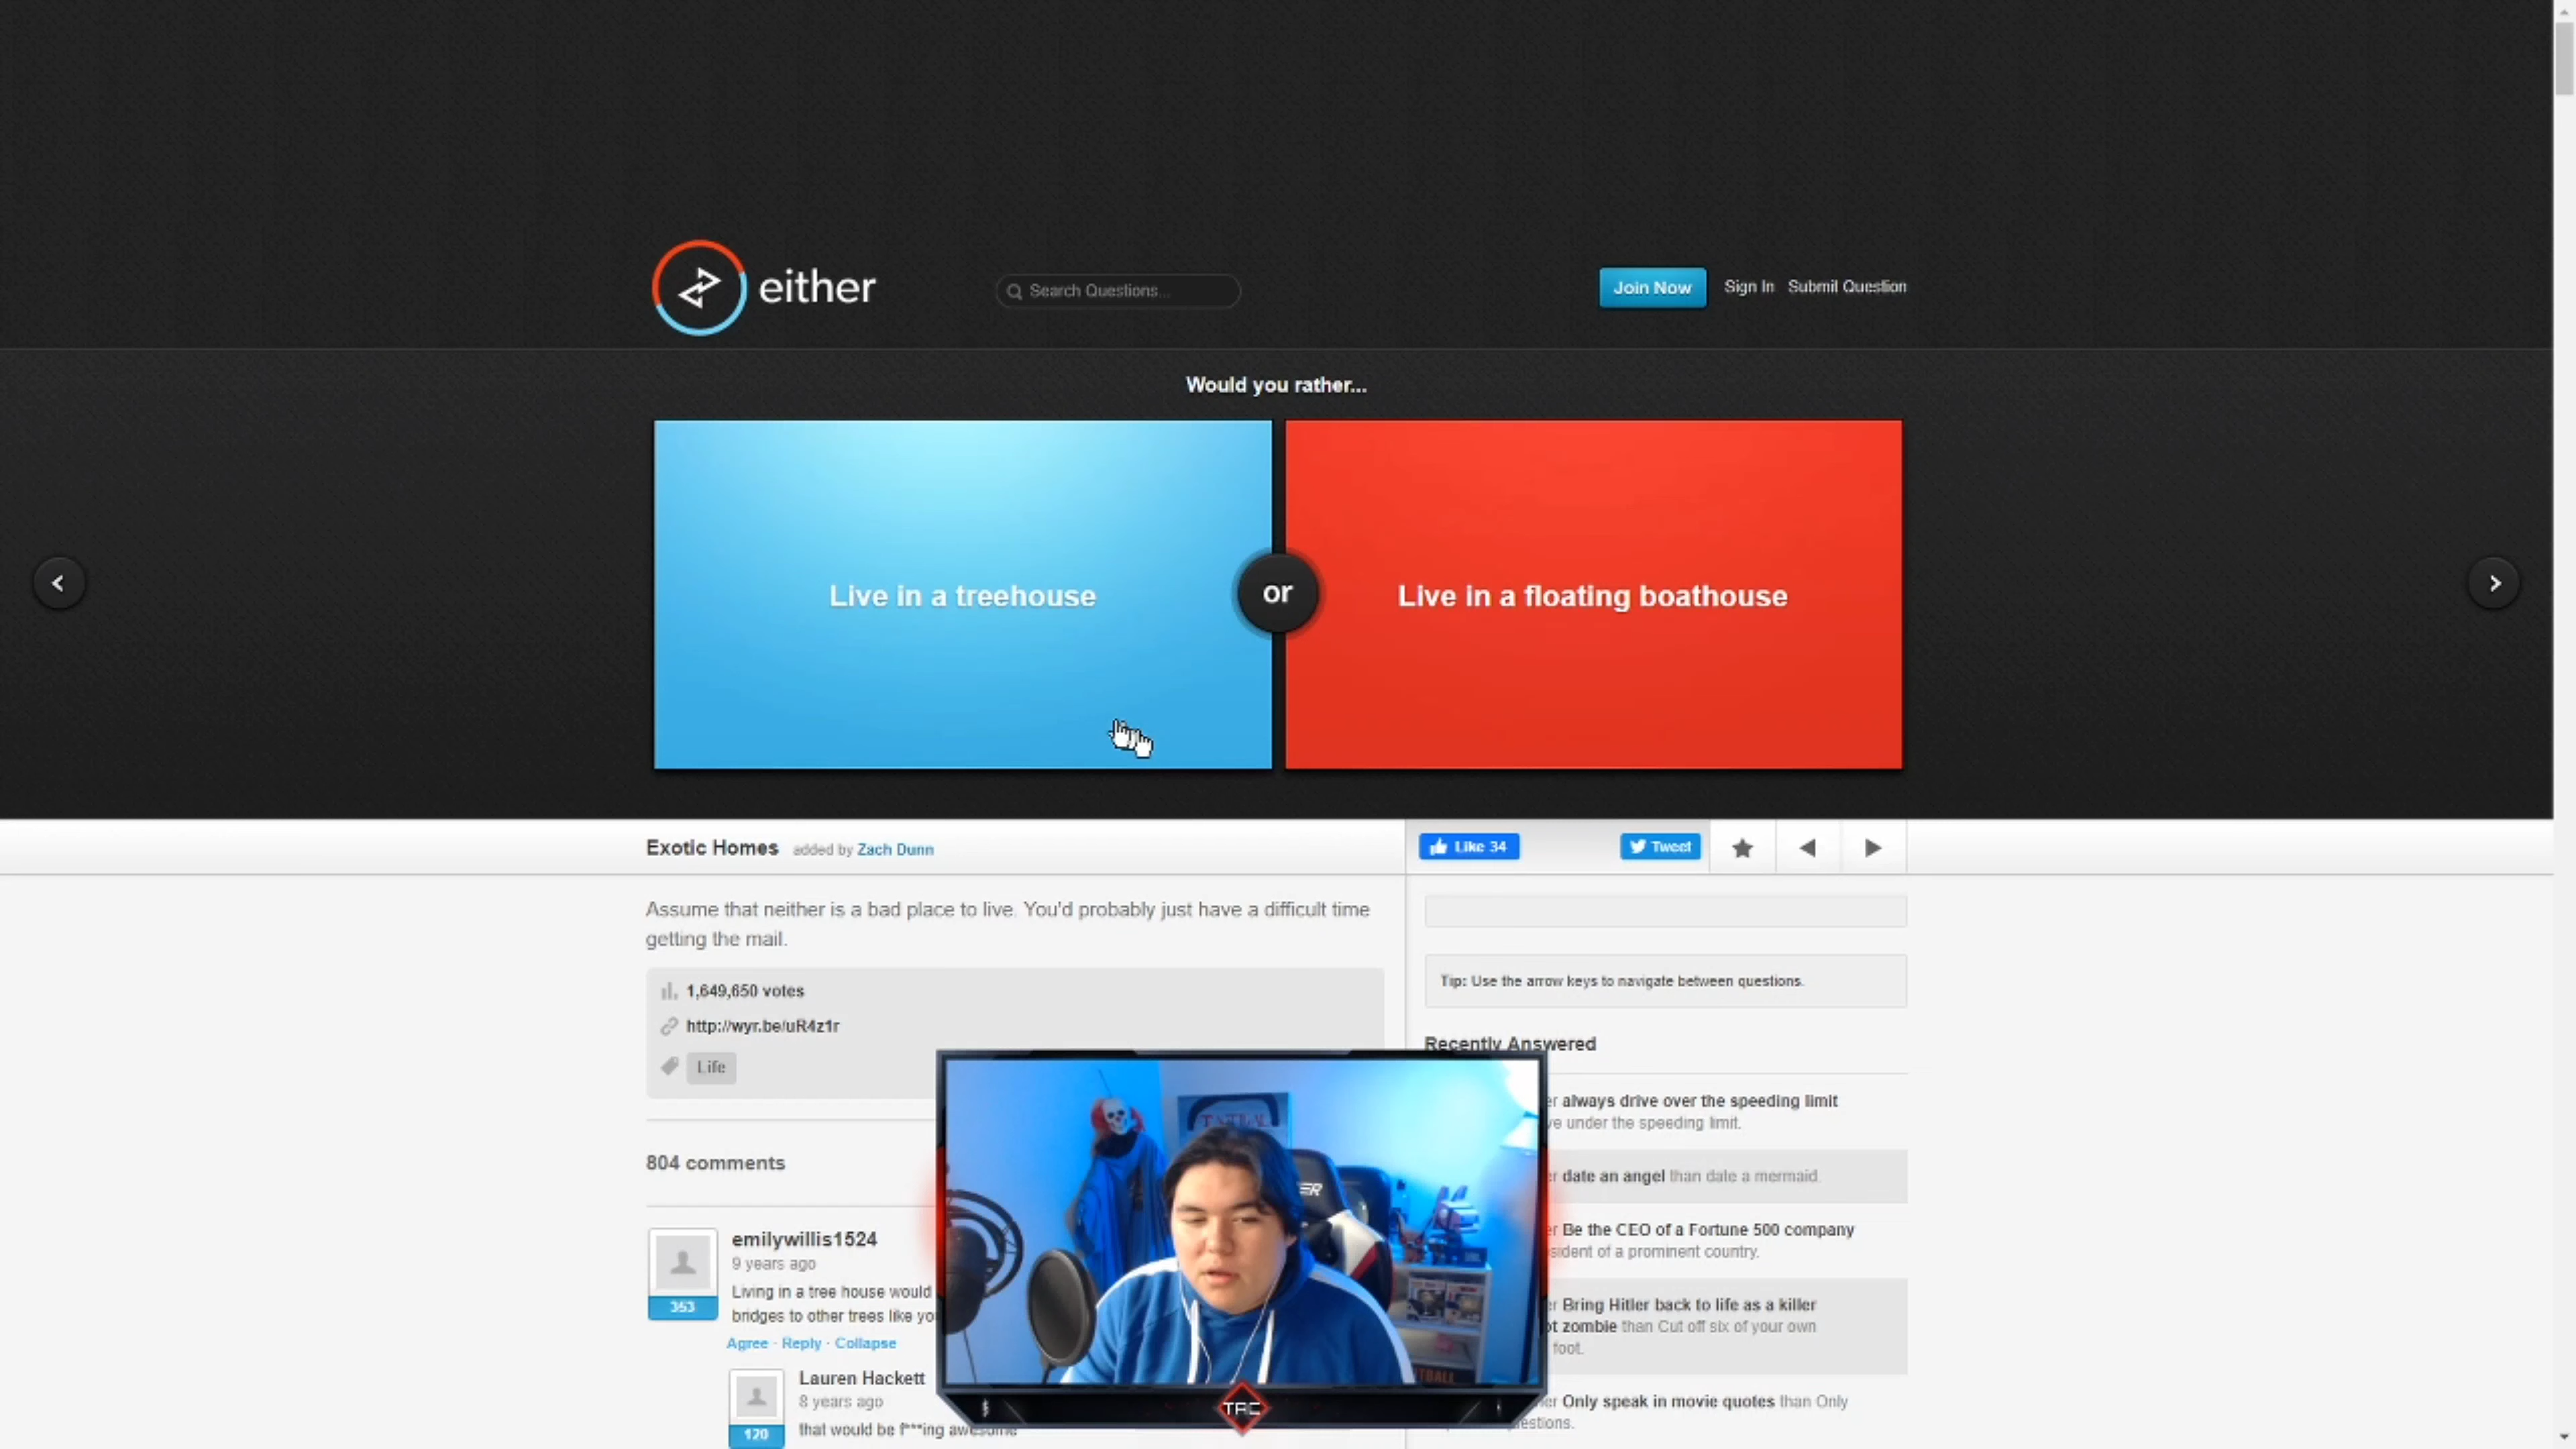 either
Search Questions...
Join Now
Sign In
Submit Question
Would you rather...
Live in a treehouse
or
Live in a floating boathouse
Exotic Homes
added by Zach Dunn
Like 34
Tweet
Assume that neither is a bad place to live. You'd probably just have a difficult time
getting the mail.
1,649,650 votes
http://wyr.be/uR4z1r
Life
804 comments
emilywillis1524
9 years ago
353
Living in a tree house would
bridges to other trees like
Agree · Reply · Collapse
Lauren Hackett
8 years ago
120
that would be f***ing awesome
Tip: Use the arrow keys to navigate between questions.
Recently Answered
always drive over the speeding limit
under the speeding limit.
date an angel than date a mermaid.
Be the CEO of a Fortune 500 company
of a prominent country.
Bring Hitler back to life as a killer
zombie than Cut off six of your own
foot.
Only speak in movie quotes than Only
TRC